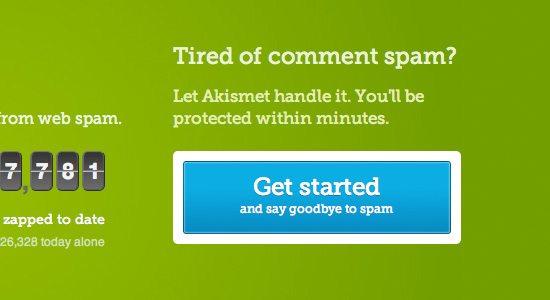 Tired of comment spam?
Let Akismet handle it. You'll be
protected within minutes.
from web spam.
7,781
zapped to date
26,328 today alone
Get started
and say goodbye to spam